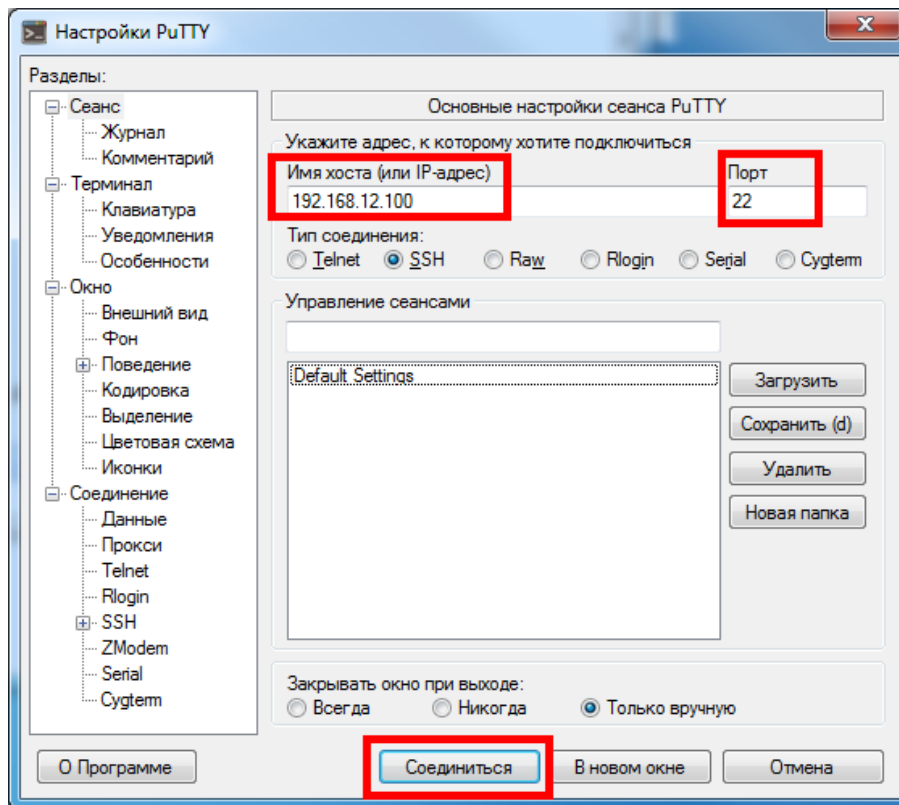 Настройки PuTTY
Разделы:
Сеанс
Журнал
Комментарий
Терминал
Клавиатура
Уведомления
Особенности
Окно
Внешний вид
Фон
Поведение
Кодировка
Выделение
Цветовая схема
Иконки
Соединение
Данные
Прокси
Telnet
Rlogin
SSH
ZModem
Serial
Cygterm
Основные настройки сеанса PuTTY
Укажите адрес, к которому хотите подключиться
Имя хоста (или IP-адрес) Порт
192.168.12.100 22
Тип соединения:
Telnet SSH Raw Rlogin Serial Cygterm
Управление сеансами
Default Settings
Загрузить
Сохранить (d)
Удалить
Новая папка
Закрывать окно при выходе:
Всегда Никогда Только вручную
О Программе Соединиться В новом окне Отмена